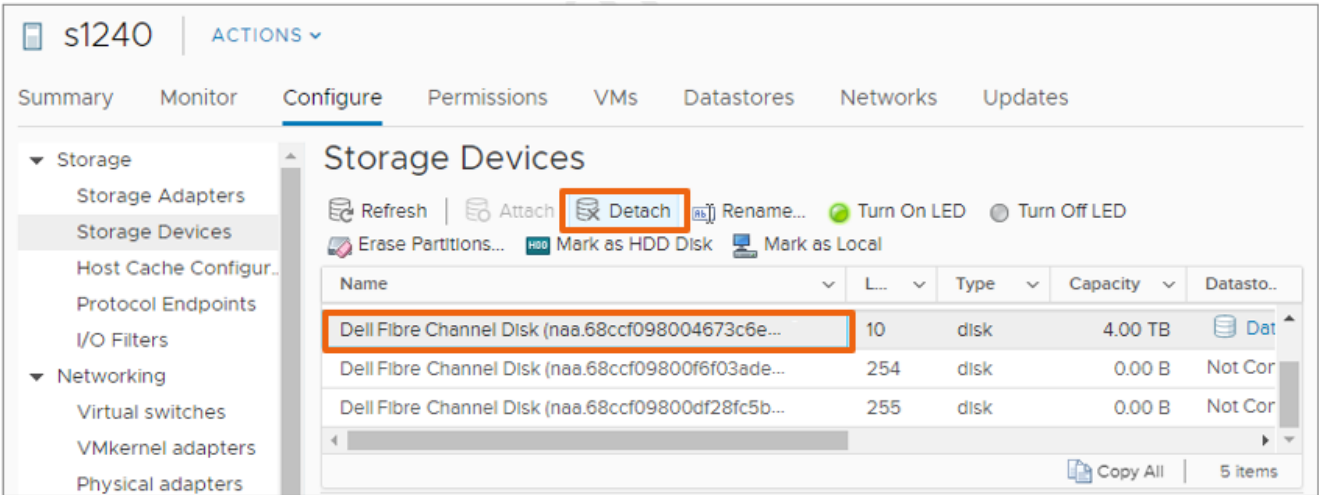 s1240 ACTIONS
Summary Monitor Configure Permissions VMs Datastores Networks Updates
Storage
Storage Adapters
Storage Devices
Host Cache Configur..
Protocol Endpoints
I/O Filters
Networking
Virtual switches
VMkernel adapters
Physical adapters
Storage Devices
Refresh Attach Detach Rename... Turn On LED Turn Off LED
Erase Partitions... HDD Mark as HDD Disk Mark as Local
Name L... Type Capacity Datasto..
Dell Fibre Channel Disk (naa.68ccf098004673c6e... 10 disk 4.00 TB Dat
Dell Fibre Channel Disk (naa.68ccf09800f6f03ade... 254 disk 0.00 B Not Cor
Dell Fibre Channel Disk (naa.68ccf09800df28fc5b... 255 disk 0.00 B Not Cor
Copy All 5 items